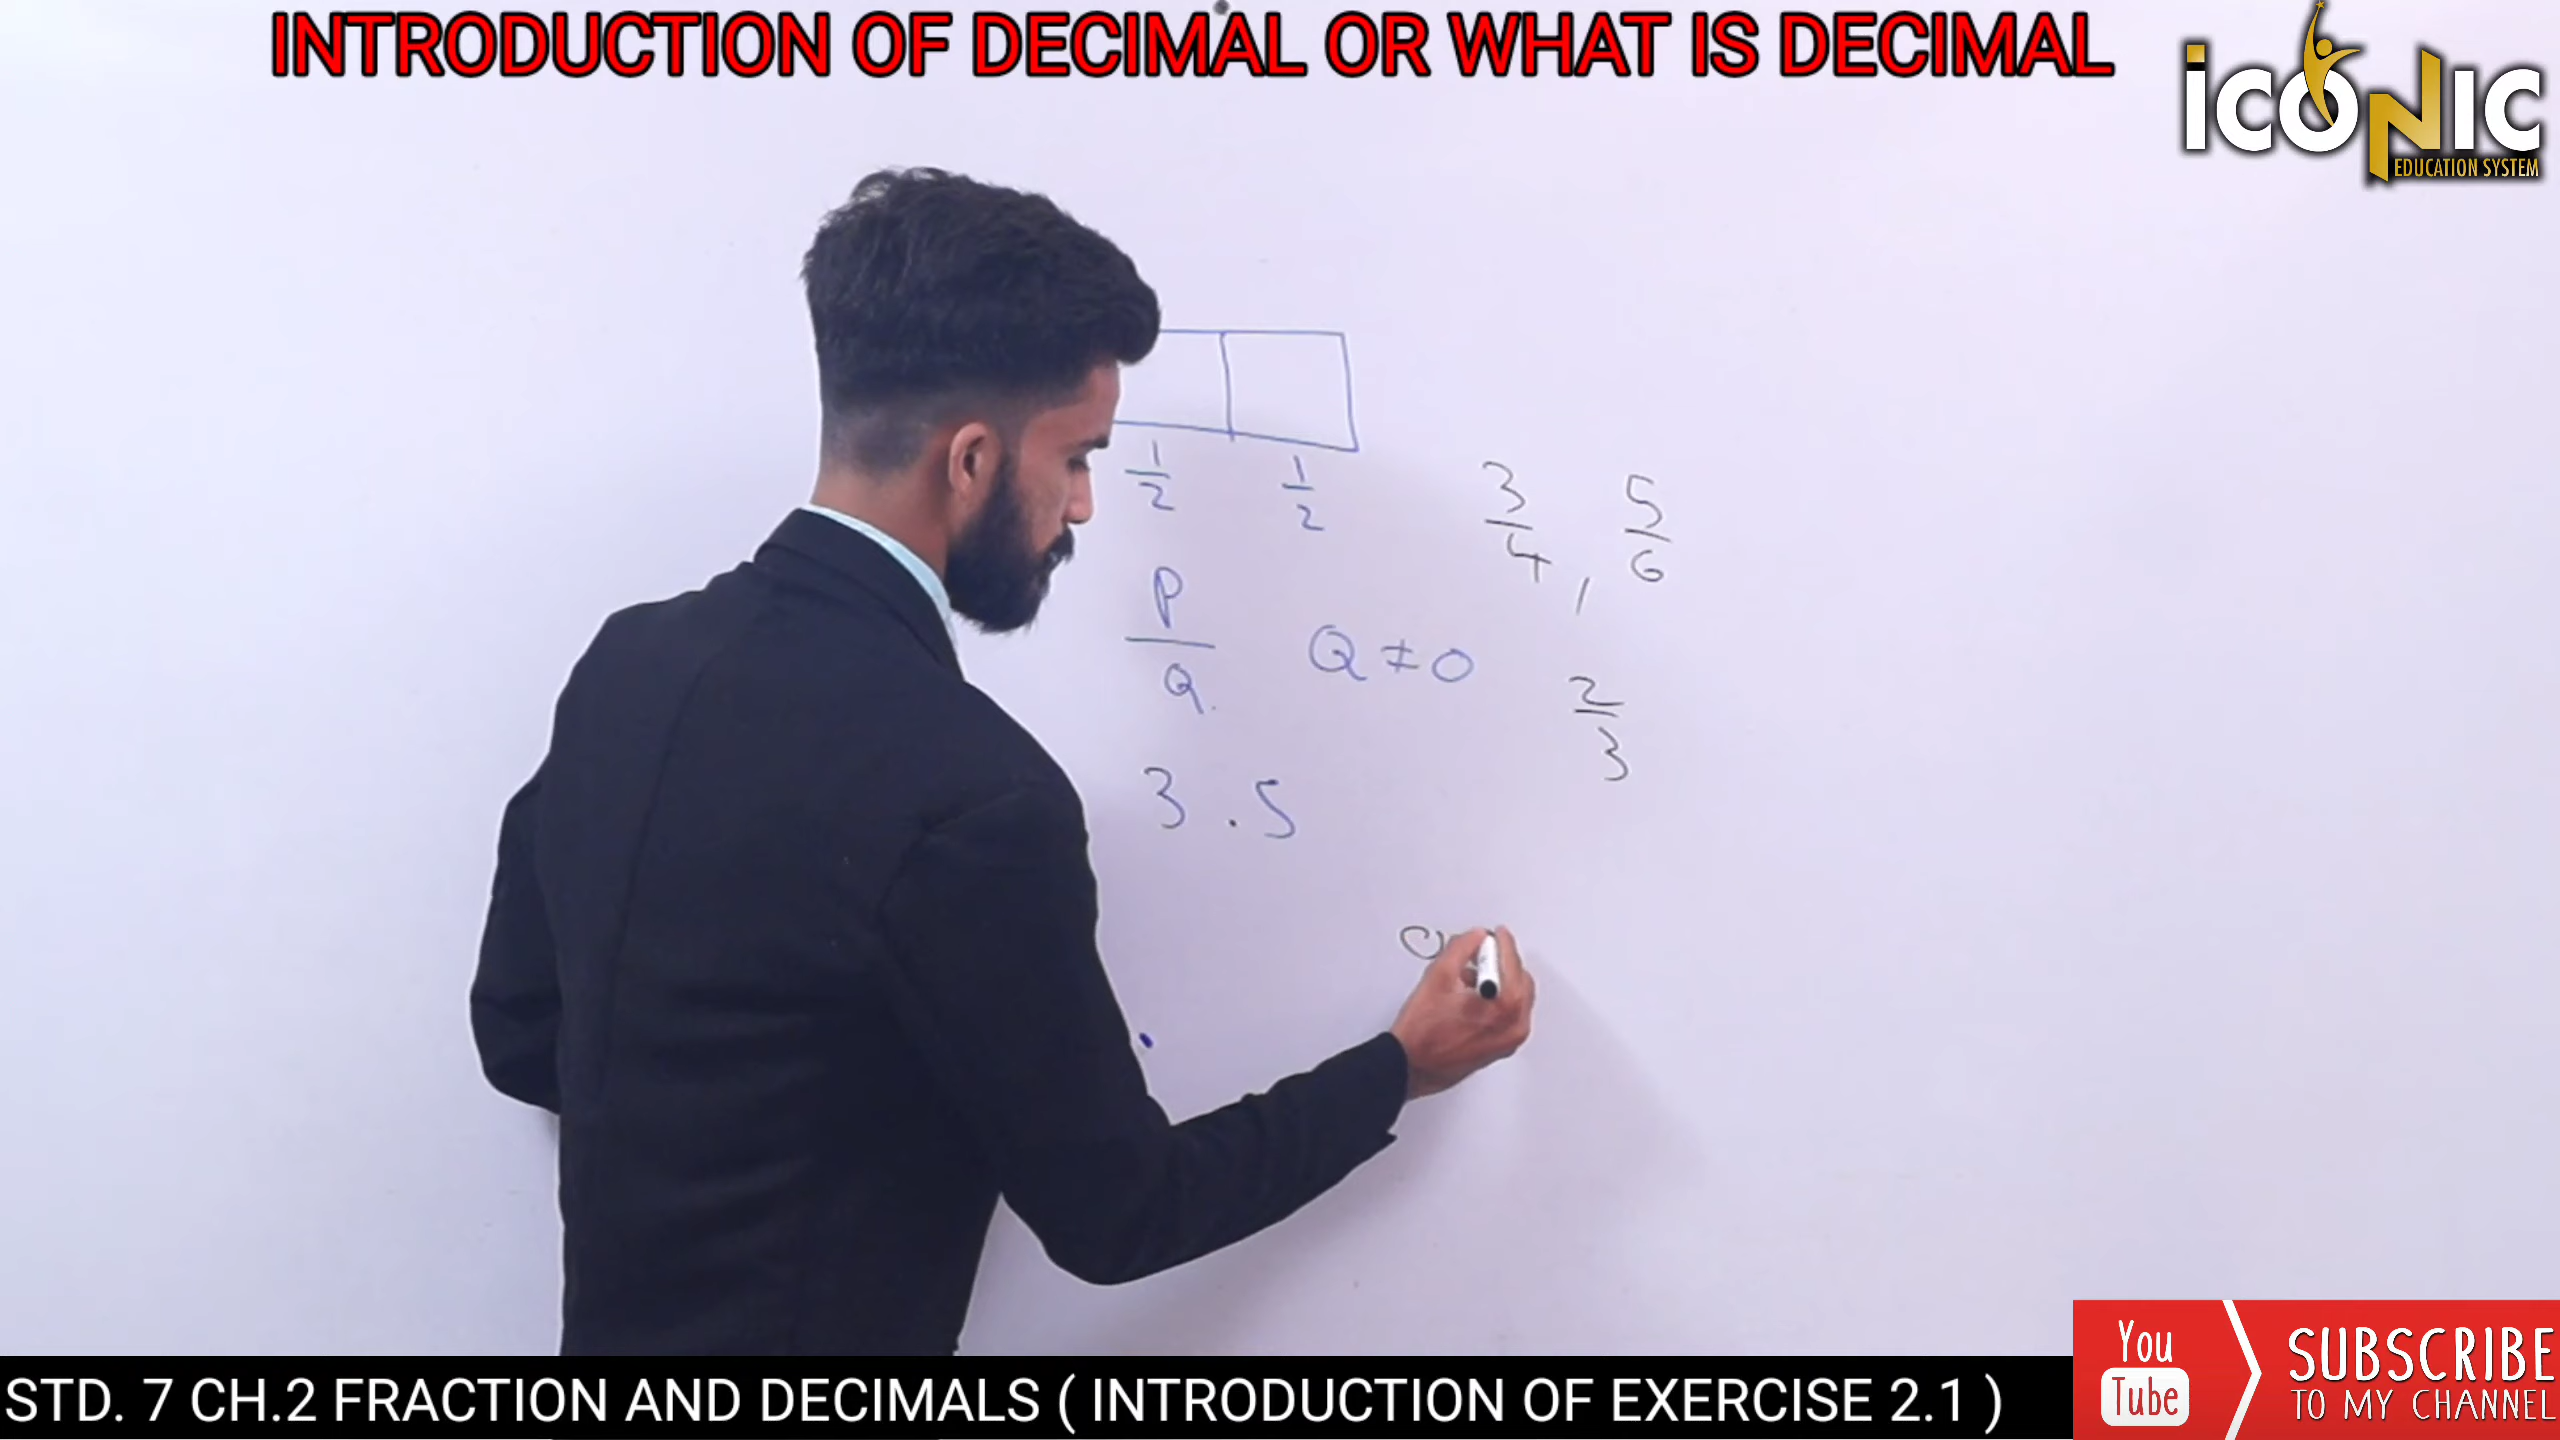 INTRODUCTION OF DECIMAL OR WHAT IS DECIMAL
iCONIC
EDUCATION SYSTEM
1/2 1/2
3/4 , 5/6
P/Q Q ≠ 0
2/3
3.5
STD. 7 CH.2 FRACTION AND DECIMALS ( INTRODUCTION OF EXERCISE 2.1 )
You
Tube
SUBSCRIBE
TO MY CHANNEL